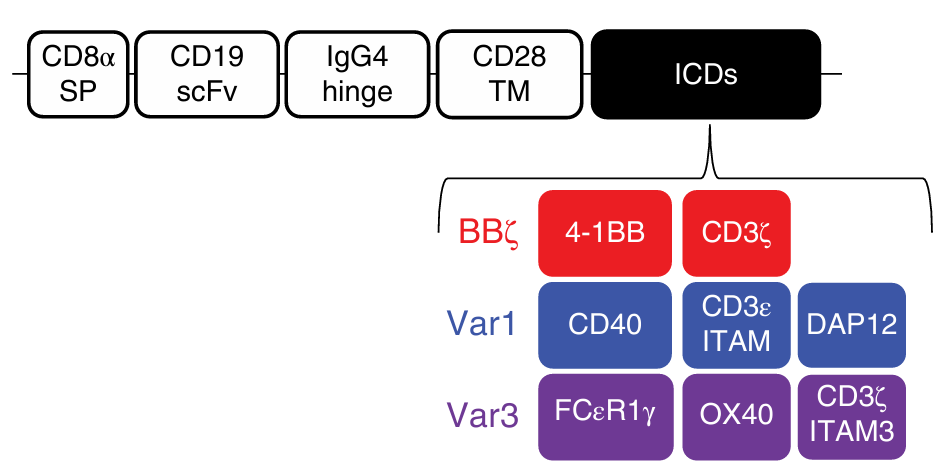 CD8α
SP
CD19
scFv
IgG4
hinge
CD28
TM
ICDs
BBζ
4-1BB
CD3ζ
Var1
CD40
CD3ε
ITAM
DAP12
Var3
FCεR1γ
OX40
CD3ζ
ITAM3